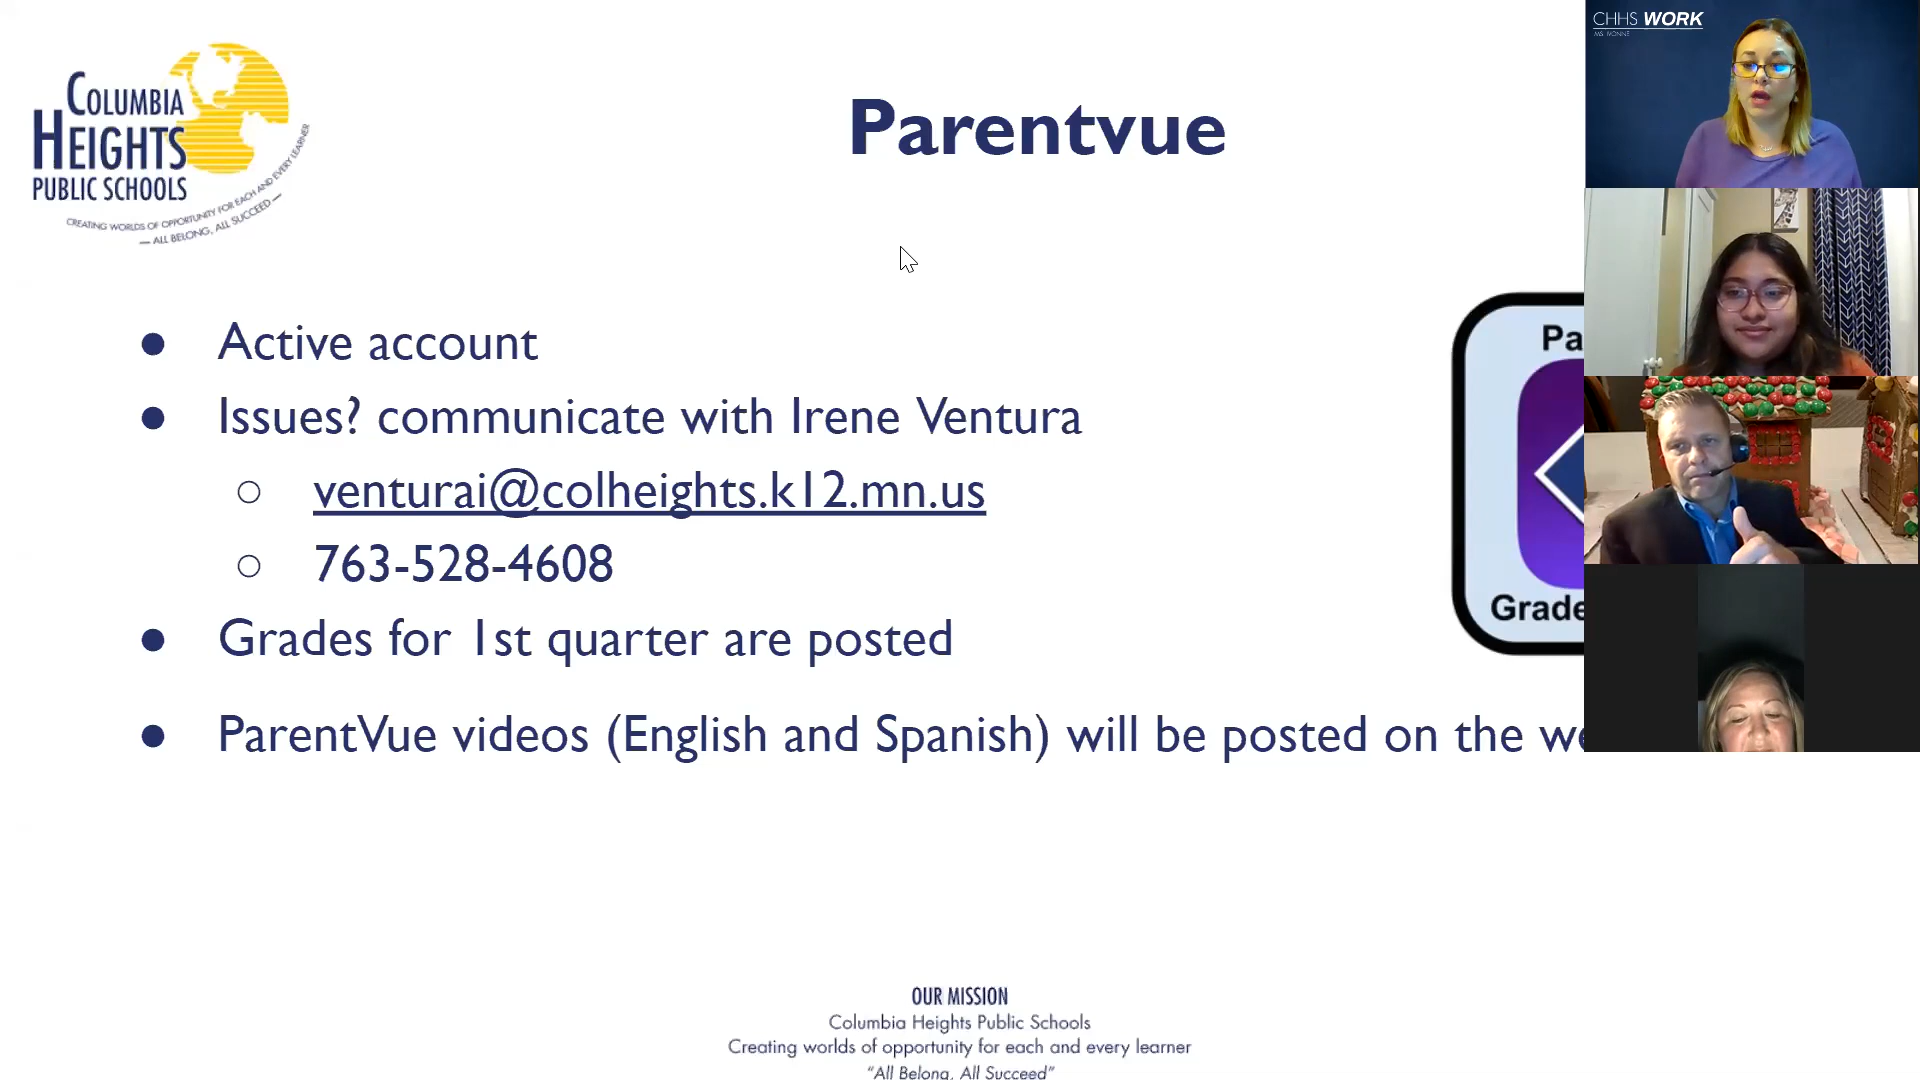 COLUMBIA
HEIGHTS
PUBLIC SCHOOLS
CREATING WORLDS OF OPPORTUNITY FOR EACH AND EVERY LEARNER
— ALL BELONG, ALL SUCCEED —
Parentvue
CHHS WORK
● Active account
● Issues? communicate with Irene Ventura
○ venturai@colheights.k12.mn.us
○ 763-528-4608
● Grades for 1st quarter are posted
● ParentVue videos (English and Spanish) will be posted on the we
Pa
Grade
OUR MISSION
Columbia Heights Public Schools
Creating worlds of opportunity for each and every learner
“All Belong, All Succeed”